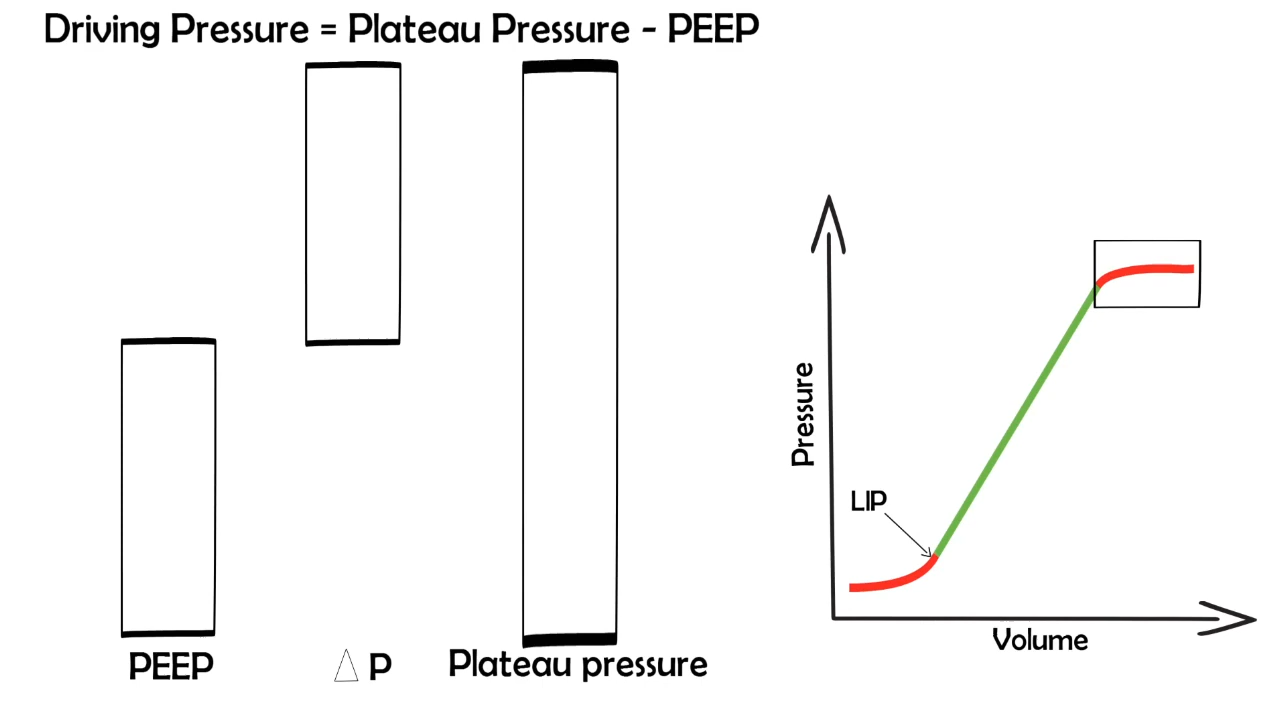 Driving Pressure = Plateau Pressure - PEEP
PEEP
△ P
Plateau pressure
Pressure
LIP
Volume